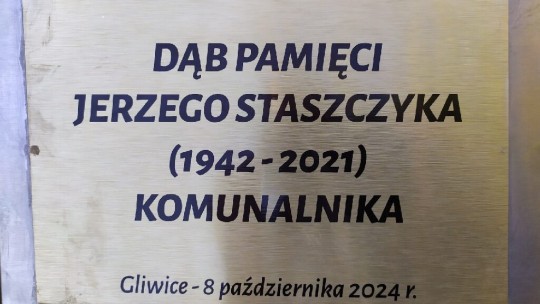 DĄB PAMIĘCI
JERZEGO STASZCZYKA
(1942 - 2021)
KOMUNALNIKA
Gliwice - 8 października 2024 r.